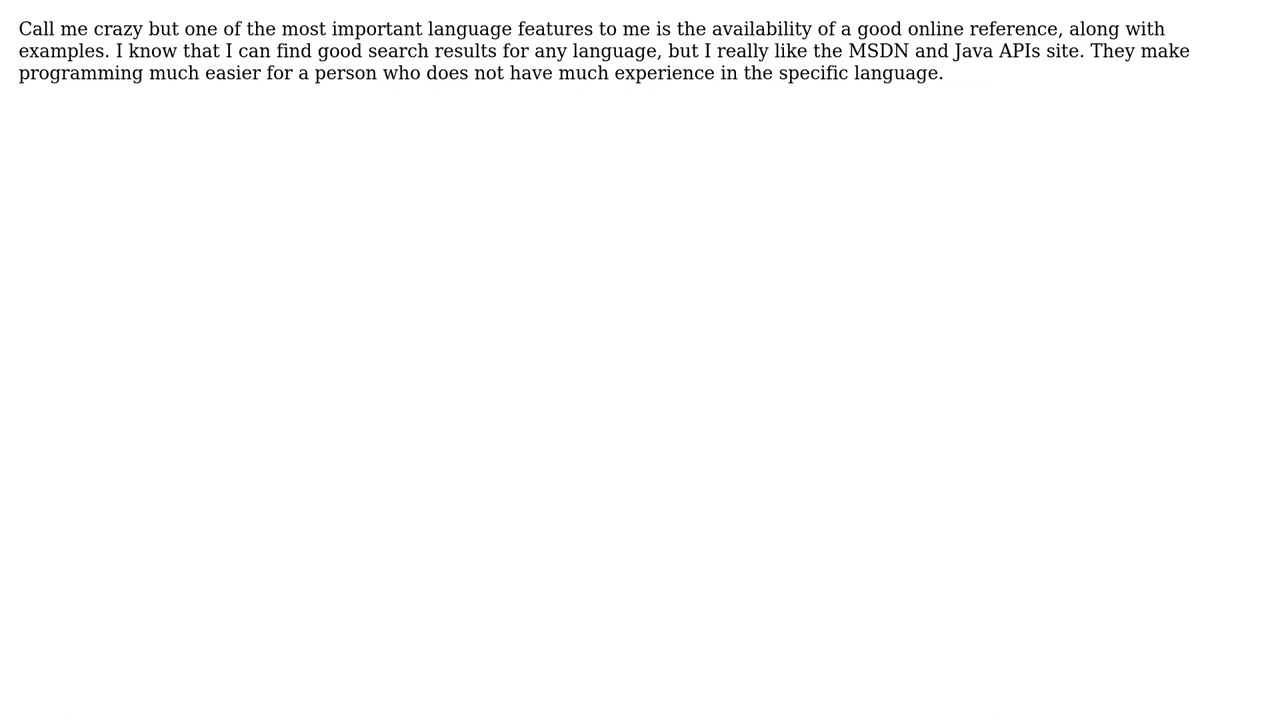 Call me crazy but one of the most important language features to me is the availability of a good online reference, along with
examples. I know that I can find good search results for any language, but I really like the MSDN and Java APIs site. They make
programming much easier for a person who does not have much experience in the specific language.